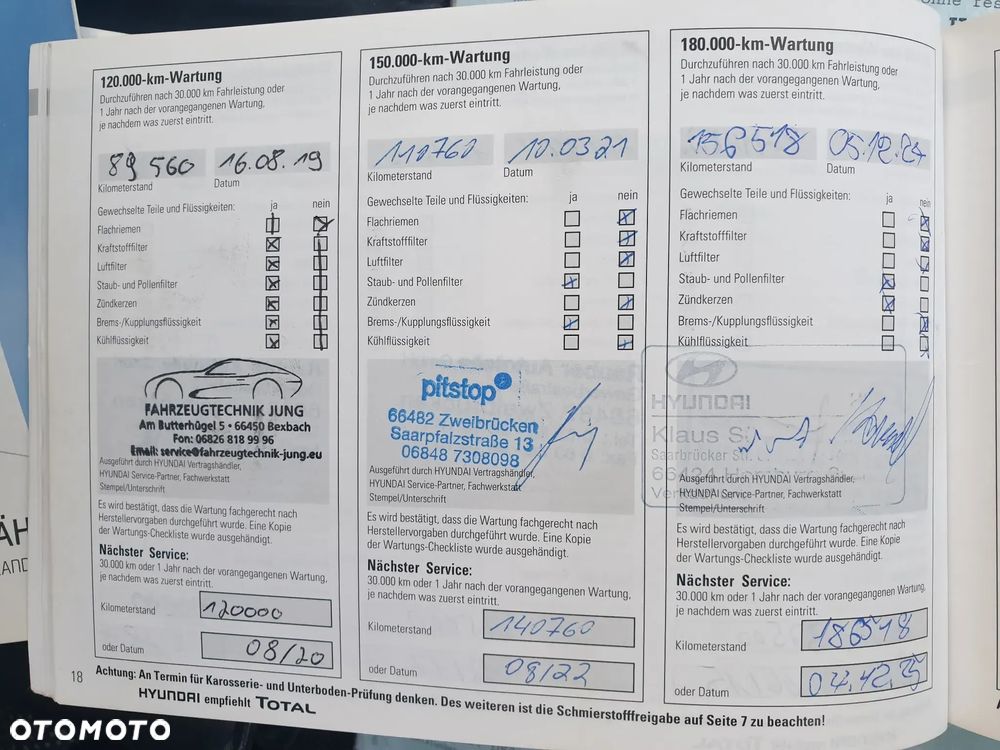 120.000-km-Wartung
Durchzuführen nach 30.000 km Fahrleistung oder
1 Jahr nach der vorangegangenen Wartung,
je nachdem was zuerst eintritt.
89 560 16.08.19
Kilometerstand Datum
Gewechselte Teile und Flüssigkeiten: ja nein
Flachriemen
Kraftstofffilter
Luftfilter
Staub- und Pollenfilter
Zündkerzen
Brems-/Kupplungsflüssigkeit
Kühlflüssigkeit
FAHRZEUGTECHNIK JUNG
Am Butterhügel 5 • 66450 Bexbach
Fon: 06826 818 99 96
Email: service@fahrzeugtechnik-jung.eu
Ausgeführt durch HYUNDAI Vertragshändler,
HYUNDAI Service-Partner, Fachwerkstatt
Stempel/Unterschrift
Es wird bestätigt, dass die Wartung fachgerecht nach
Herstellervorgaben durchgeführt wurde. Eine Kopie
der Wartungs-Checkliste wurde ausgehändigt.
Nächster Service:
30.000 km oder 1 Jahr nach der vorangegangenen Wartung,
je nachdem was zuerst eintritt.
Kilometerstand 120000
oder Datum 08/20
150.000-km-Wartung
Durchzuführen nach 30.000 km Fahrleistung oder
1 Jahr nach der vorangegangenen Wartung,
je nachdem was zuerst eintritt.
110760 10.03.21
Kilometerstand Datum
Gewechselte Teile und Flüssigkeiten: ja nein
Flachriemen
Kraftstofffilter
Luftfilter
Staub- und Pollenfilter
Zündkerzen
Brems-/Kupplungsflüssigkeit
Kühlflüssigkeit
pitstop
66482 Zweibrücken
Saarpfalzstraße 13
06848 7308098
Ausgeführt durch HYUNDAI Vertragshändler,
HYUNDAI Service-Partner, Fachwerkstatt
Stempel/Unterschrift
Es wird bestätigt, dass die Wartung fachgerecht nach
Herstellervorgaben durchgeführt wurde. Eine Kopie
der Wartungs-Checkliste wurde ausgehändigt.
Nächster Service:
30.000 km oder 1 Jahr nach der vorangegangenen Wartung,
je nachdem was zuerst eintritt.
Kilometerstand 140760
oder Datum 09/22
180.000-km-Wartung
Durchzuführen nach 30.000 km Fahrleistung oder
1 Jahr nach der vorangegangenen Wartung,
je nachdem was zuerst eintritt.
156518
Kilometerstand Datum
Gewechselte Teile und Flüssigkeiten: ja nein
Flachriemen
Kraftstofffilter
Luftfilter
Staub- und Pollenfilter
Zündkerzen
Brems-/Kupplungsflüssigkeit
Kühlflüssigkeit
HYUNDAI
Klaus
Saarbrücker
66424
Ausgeführt durch HYUNDAI Vertragshändler,
HYUNDAI Service-Partner, Fachwerkstatt
Stempel/Unterschrift
Es wird bestätigt, dass die Wartung fachgerecht nach
Herstellervorgaben durchgeführt wurde. Eine Kopie
der Wartungs-Checkliste wurde ausgehändigt.
Nächster Service:
30.000 km oder 1 Jahr nach der vorangegangenen Wartung,
je nachdem was zuerst eintritt.
Kilometerstand 186518
oder Datum 04.12.25
18 Achtung: An Termin für Karosserie- und Unterboden-Prüfung denken. Des weiteren ist die Schmierstofffreigabe auf Seite 7 zu beachten!
HYUNDAI empfiehlt TOTAL
OTOMOTO